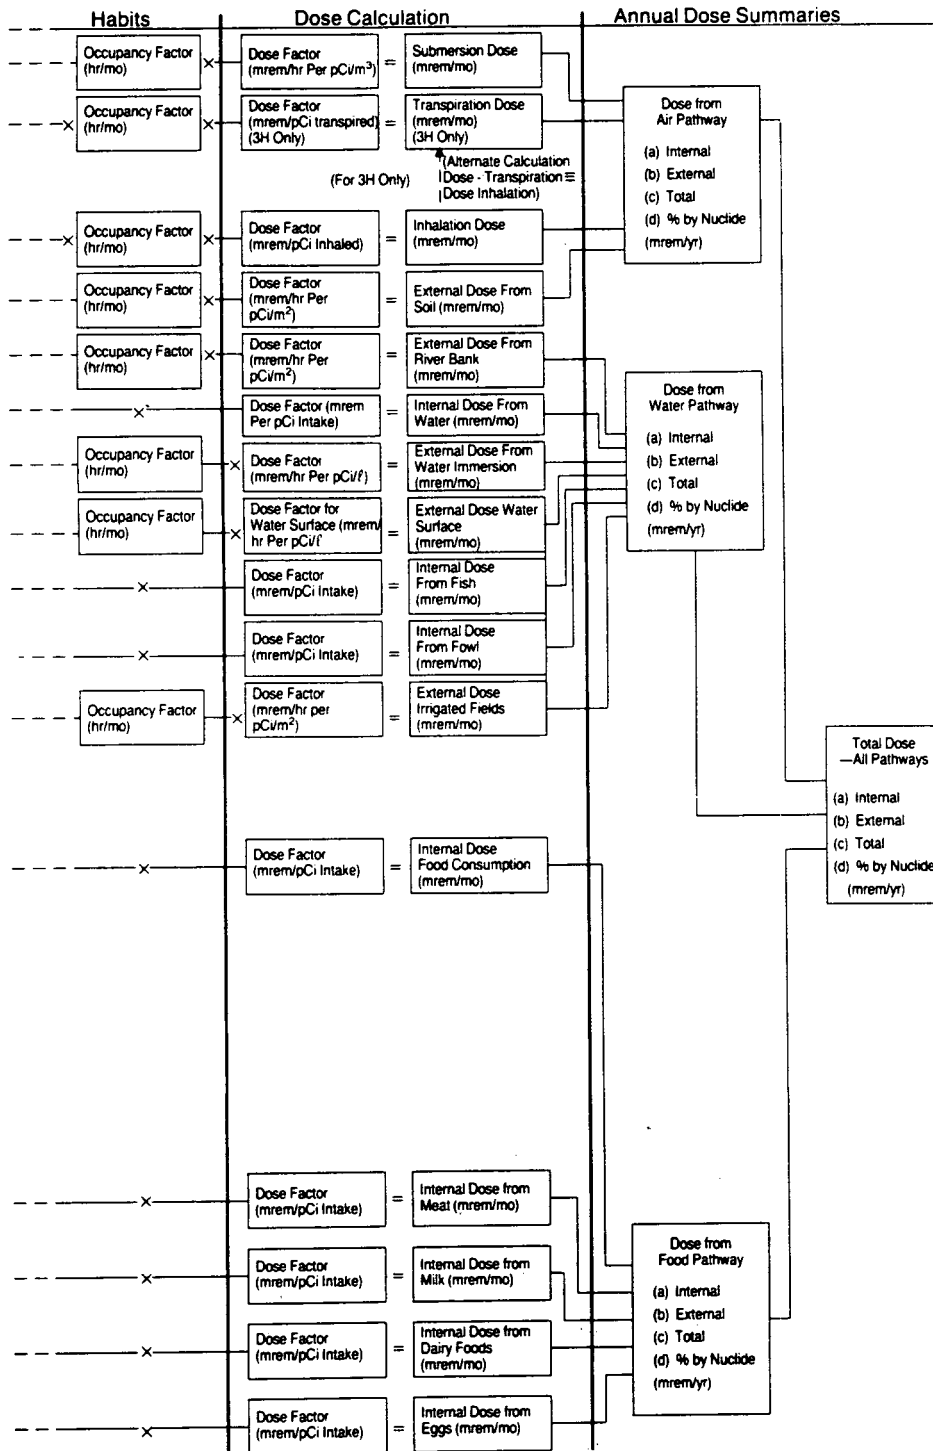 Habits
Dose Calculation
Annual Dose Summaries
Occupancy Factor
(hr/mo)
×
Dose Factor
(mrem/hr Per pCi/m³)
=
Submersion Dose
(mrem/mo)
×
Occupancy Factor
(hr/mo)
×
Dose Factor
(mrem/pCi transpired)
(3H Only)
=
Transpiration Dose
(mrem/mo)
(3H Only)
(For 3H Only)
(Alternate Calculation
Dose - Transpiration ≡
Dose Inhalation)
×
Occupancy Factor
(hr/mo)
×
Dose Factor
(mrem/pCi Inhaled)
=
Inhalation Dose
(mrem/mo)
Occupancy Factor
(hr/mo)
×
Dose Factor
(mrem/hr Per
pCi/m²)
=
External Dose From
Soil (mrem/mo)
Dose from
Air Pathway
(a) Internal
(b) External
(c) Total
(d) % by Nuclide
(mrem/yr)
Occupancy Factor
(hr/mo)
×
Dose Factor
(mrem/hr Per
pCi/m²)
=
External Dose From
River Bank
(mrem/mo)
×
Dose Factor (mrem
Per pCi Intake)
=
Internal Dose From
Water (mrem/mo)
Occupancy Factor
(hr/mo)
×
Dose Factor
(mrem/hr Per pCi/ℓ)
=
External Dose From
Water Immersion
(mrem/mo)
Occupancy Factor
(hr/mo)
×
Dose Factor for
Water Surface (mrem/
hr Per pCi/ℓ
=
External Dose Water
Surface
(mrem/mo)
×
Dose Factor
(mrem/pCi Intake)
=
Internal Dose
From Fish
(mrem/mo)
×
Dose Factor
(mrem/pCi Intake)
=
Internal Dose
From Fowl
(mrem/mo)
Occupancy Factor
(hr/mo)
×
Dose Factor
(mrem/hr per
pCi/m²)
=
External Dose
Irrigated Fields
(mrem/mo)
Dose from
Water Pathway
(a) Internal
(b) External
(c) Total
(d) % by Nuclide
(mrem/yr)
Total Dose
—All Pathways
(a) Internal
(b) External
(c) Total
(d) % by Nuclide
(mrem/yr)
×
Dose Factor
(mrem/pCi Intake)
=
Internal Dose
Food Consumption
(mrem/mo)
×
Dose Factor
(mrem/pCi Intake)
=
Internal Dose from
Meat (mrem/mo)
×
Dose Factor
(mrem/pCi Intake)
=
Internal Dose from
Milk (mrem/mo)
×
Dose Factor
(mrem/pCi Intake)
=
Internal Dose from
Dairy Foods
(mrem/mo)
×
Dose Factor
(mrem/pCi Intake)
=
Internal Dose from
Eggs (mrem/mo)
Dose from
Food Pathway
(a) Internal
(b) External
(c) Total
(d) % by Nuclide
(mrem/yr)